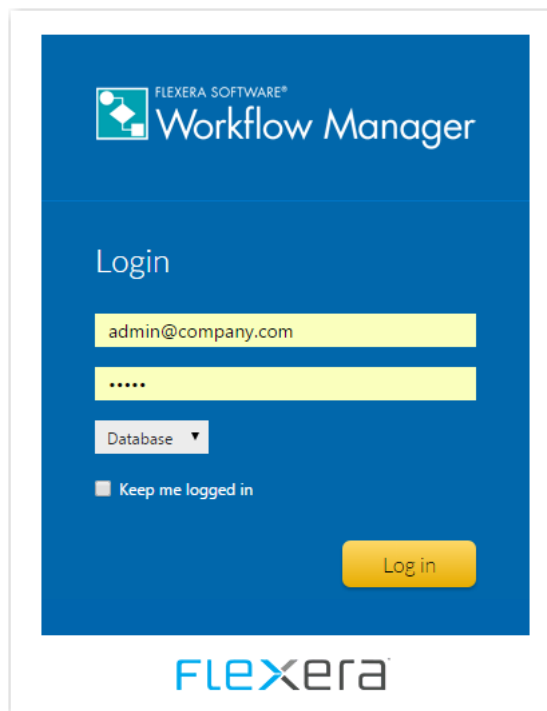 FLEXERA SOFTWARE®
Workflow Manager
Login
admin@company.com
•••••
Database ▼
Keep me logged in
Log in
FLEXERA